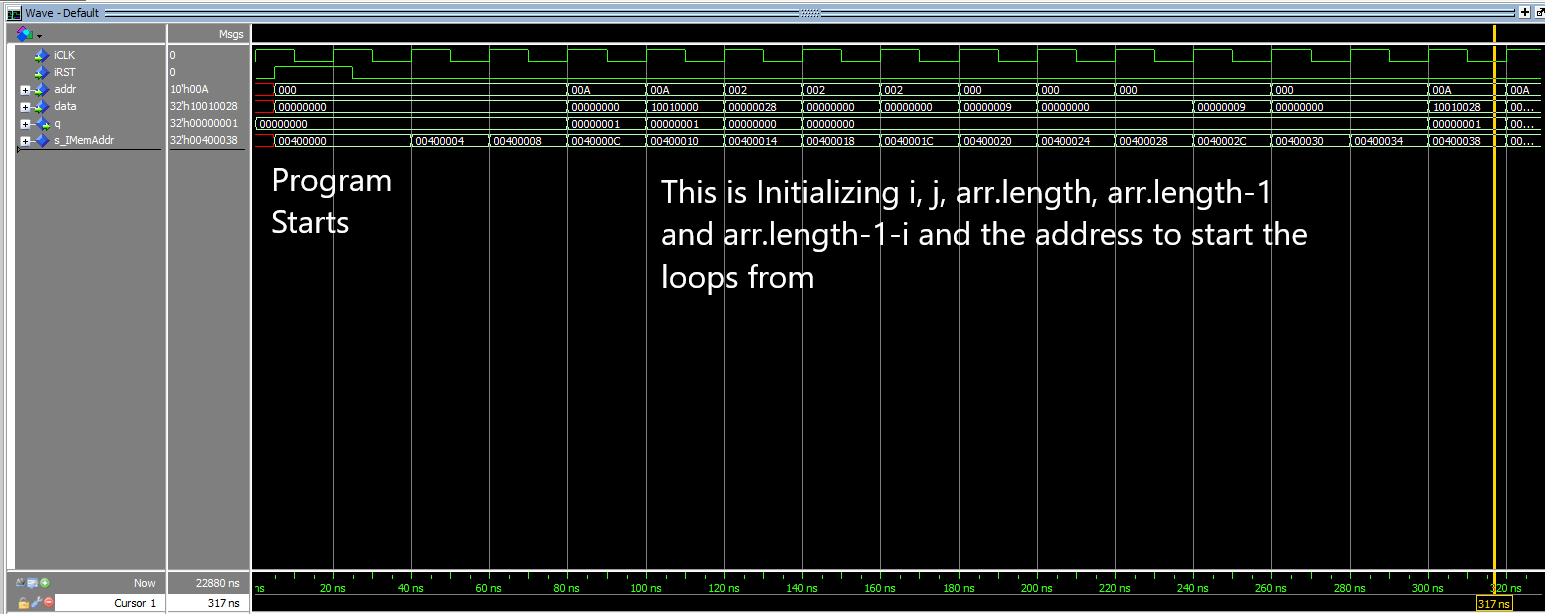 Wave - Default
Msgs
iCLK 0
iRST 0
addr 10'h00A 000 00A 00A 002 002 002 000 000 000 000 00A 00A
data 32'h10010028 00000000 00000000 10010000 00000028 00000000 00000000 00000009 00000000 00000009 00000000 10010028 00...
q 32'h00000001 00000000 00000001 00000001 00000000 00000000 00000001 00...
s_IMemAddr 32'h00400038 00400000 00400004 00400008 0040000C 00400010 00400014 00400018 0040001C 00400020 00400024 00400028 0040002C 00400030 00400034 00400038 00...
Program
Starts
This is Initializing i, j, arr.length, arr.length-1
and arr.length-1-i and the address to start the
loops from
Now 22880 ns
ns 20 ns 40 ns 60 ns 80 ns 100 ns 120 ns 140 ns 160 ns 180 ns 200 ns 220 ns 240 ns 260 ns 280 ns 300 ns 320 ns
Cursor 1 317 ns
317 ns